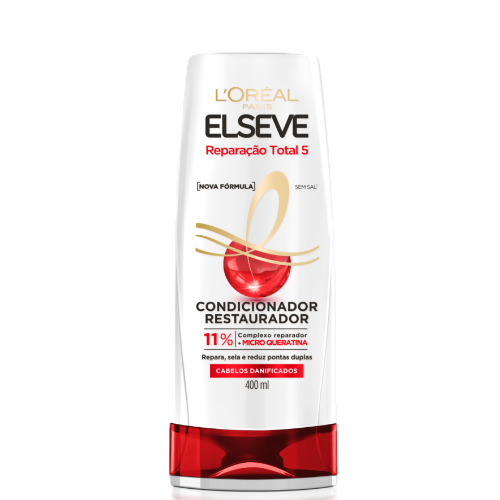 L'ORÉAL
PARIS
ELSEVE
Reparação Total 5
[NOVA FÓRMULA]
SEM SAL*
CONDICIONADOR
RESTAURADOR
11% Complexo reparador
+ MICRO QUERATINA
Repara, sela e reduz pontas duplas
CABELOS DANIFICADOS
400 ml